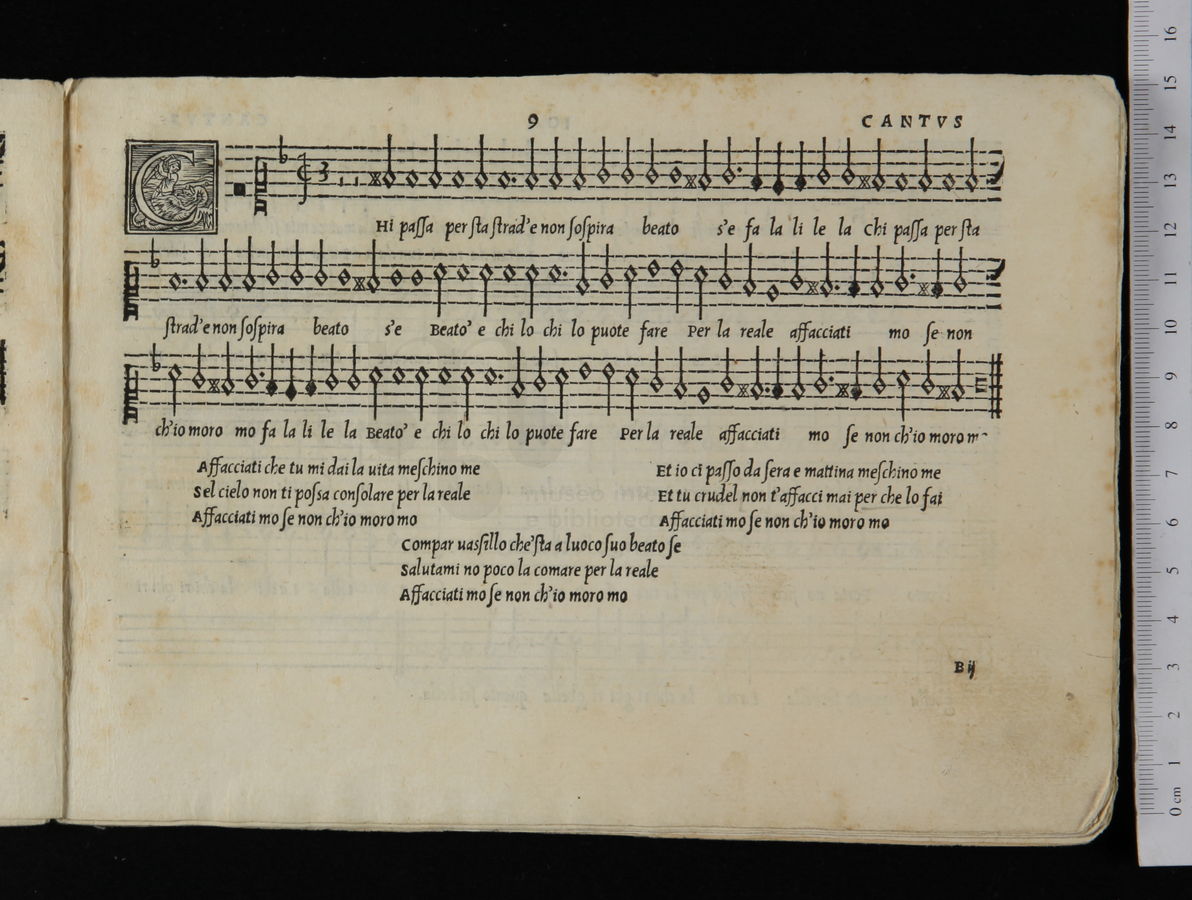 9 CANTVS
CHi paſſa per ſta ſtrad'e non ſoſpira beato s'e fa la li le la Chi paſſa per ſta
ſtrad'e non ſoſpira beato s'e Beato' e chi lo chi lo puote fare Per la reale affacciati mo ſe non
ch'io moro mo fa la li le la Beato' e chi lo chi lo puote fare Per la reale affacciati mo ſe non ch'io moro m
Affacciati che tu mi dai la uita meſchino me
Sel cielo non ti poſsa conſolare per la reale
Affacciati mo ſe non ch'io moro mo
Et io ci paſſo da ſera e mattina meſchino me
Et tu crudel non t'affacci mai per che lo fai
Affacciati mo ſe non ch'io moro mo
Compar uaſsillo che'ſta a luoco ſuo beato ſe
Salutami no poco la comare per la reale
Affacciati mo ſe non ch'io moro mo
B ij
0 cm 1 2 3 4 5 6 7 8 9 10 11 12 13 14 15 16